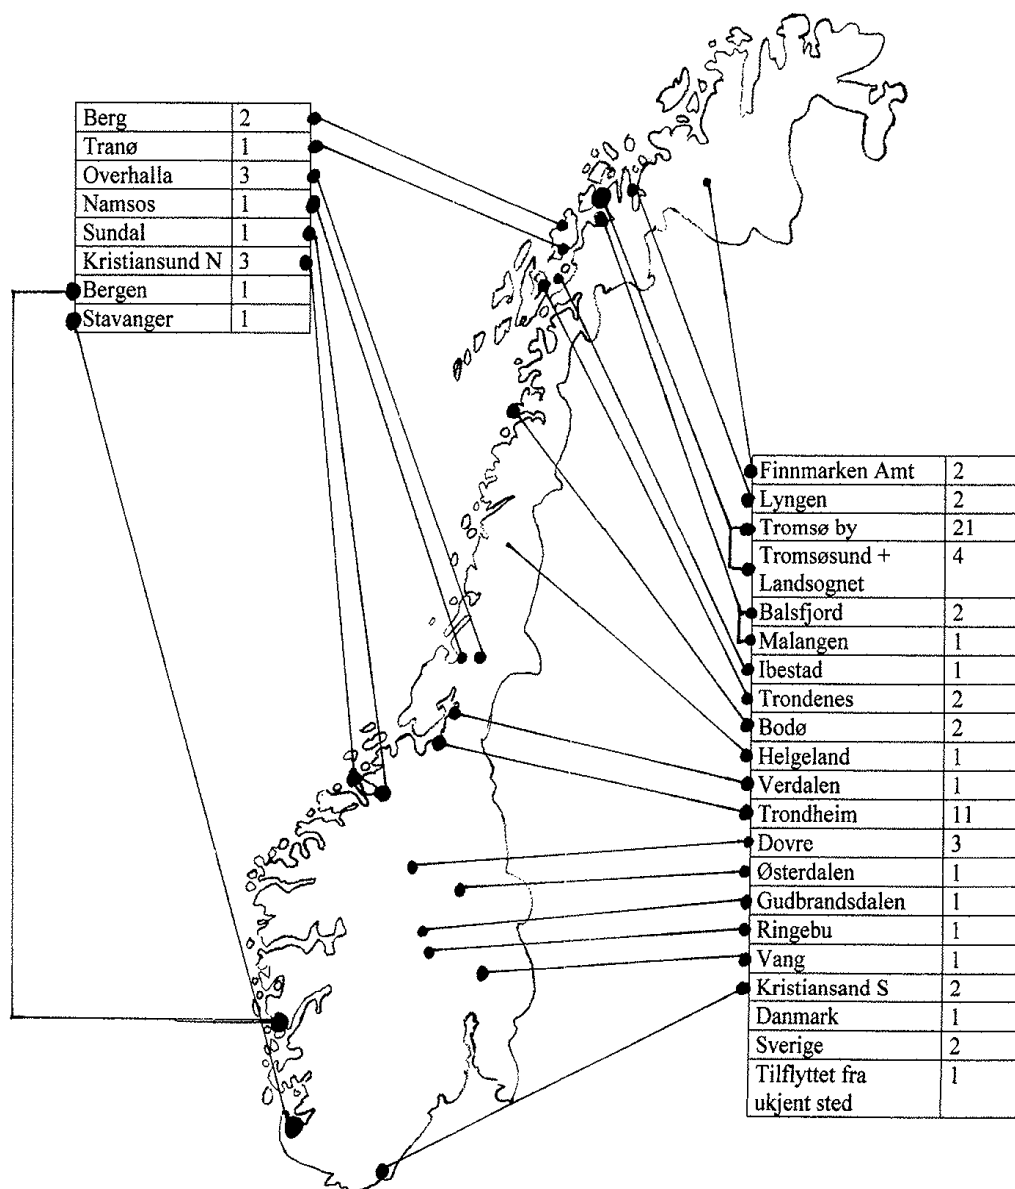 Berg 2
Tranø 1
Overhalla 3
Namsos 1
Sundal 1
Kristiansund N 3
Bergen 1
Stavanger 1
Finnmarken Amt 2
Lyngen 2
Tromsø by 21
Tromsøsund + 4
Landsognet
Balsfjord 2
Malangen 1
Ibestad 1
Trondenes 2
Bodø 2
Helgeland 1
Verdalen 1
Trondheim 11
Dovre 3
Østerdalen 1
Gudbrandsdalen 1
Ringebu 1
Vang 1
Kristiansand S 2
Danmark 1
Sverige 2
Tilflyttet fra 1
ukjent sted